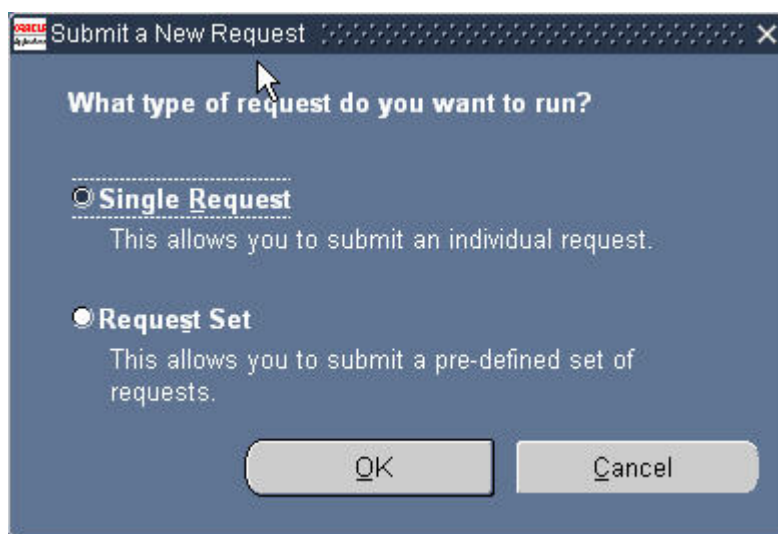 ORACLE
Submit a New Request
What type of request do you want to run?
Single Request
This allows you to submit an individual request.
Request Set
This allows you to submit a pre-defined set of
requests.
OK
Cancel